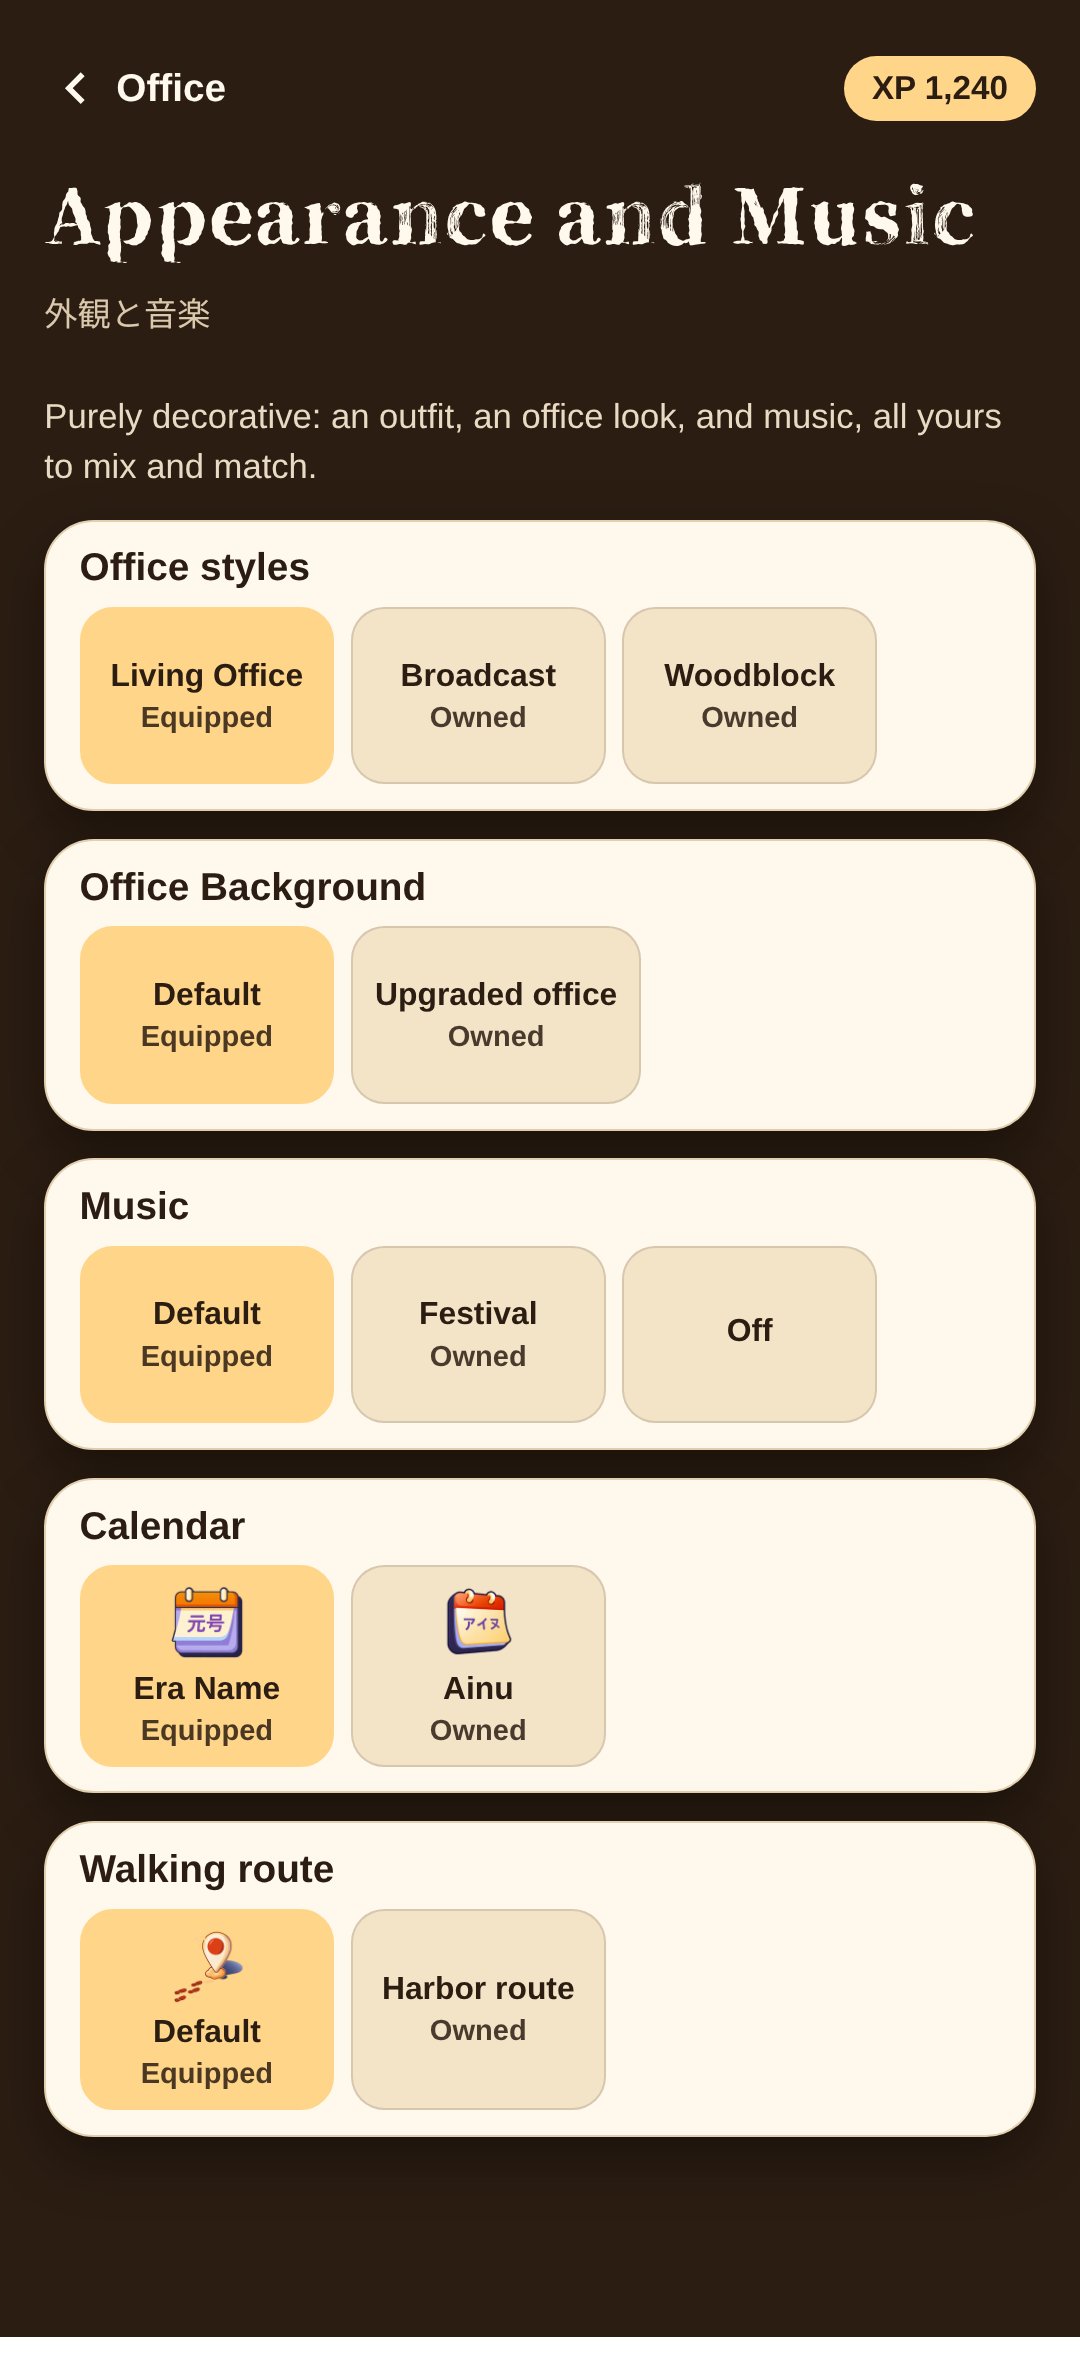 Office
XP 1,240
Appearance and Music
外観と音楽
Purely decorative: an outfit, an office look, and music, all yours
to mix and match.
Office styles
Living Office
Equipped
Broadcast
Owned
Woodblock
Owned
Office Background
Default
Equipped
Upgraded office
Owned
Music
Default
Equipped
Festival
Owned
Off
Calendar
元号
Era Name
Equipped
アイヌ
Ainu
Owned
Walking route
Default
Equipped
Harbor route
Owned